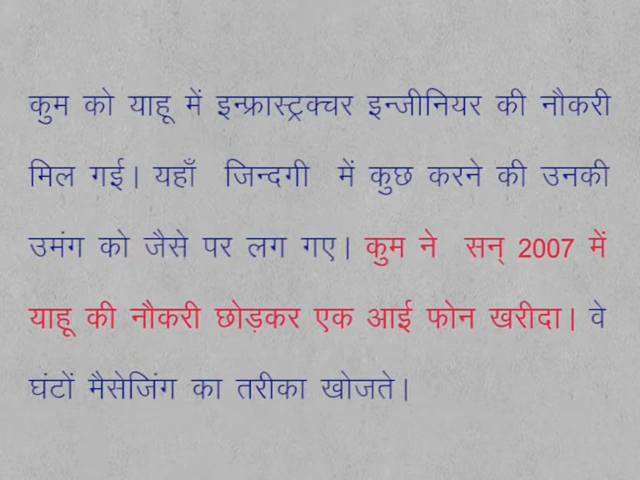 कुम को याहू में इन्फ्रास्ट्रक्चर इन्जीनियर की नौकरी
मिल गई। यहाँ जिन्दगी में कुछ करने की उनकी
उमंग को जैसे पर लग गए। कुम ने सन् 2007 में
याहू की नौकरी छोड़कर एक आई फोन खरीदा। वे
घंटों मैसेजिंग का तरीका खोजते।